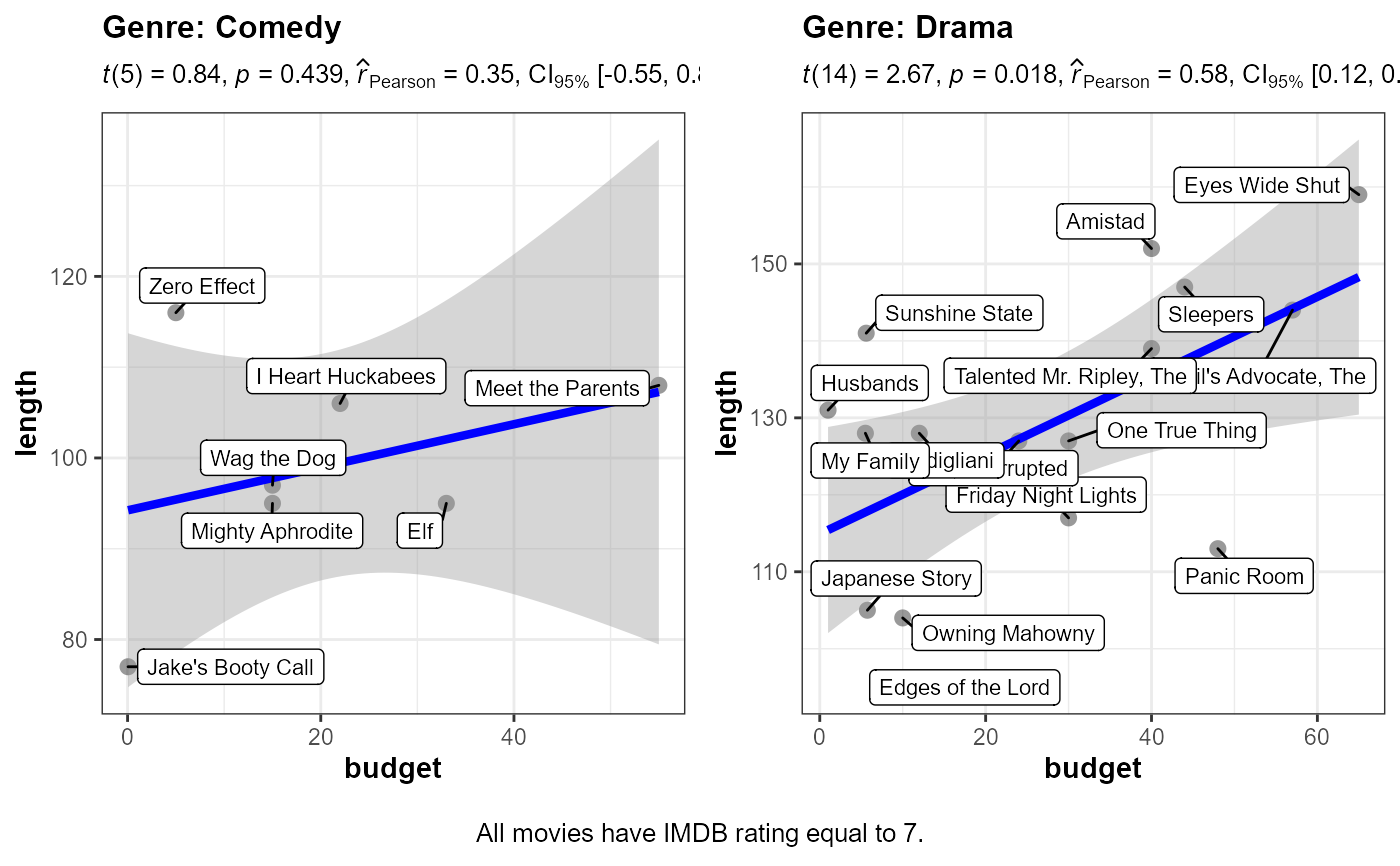 Genre: Comedy
t(5) = 0.84, p = 0.439, r̂Pearson = 0.35, CI95% [-0.55, 0.
length
120
100
80
Zero Effect
I Heart Huckabees
Meet the Parents
Wag the Dog
Mighty Aphrodite
Elf
Jake's Booty Call
0
20
40
budget
Genre: Drama
t(14) = 2.67, p = 0.018, r̂Pearson = 0.58, CI95% [0.12, 0.
length
150
130
110
Eyes Wide Shut
Amistad
Sunshine State
Sleepers
Husbands
Talented Mr. Ripley, The
il's Advocate, The
One True Thing
My Family
digliani
rrupted
Friday Night Lights
Japanese Story
Panic Room
Owning Mahowny
Edges of the Lord
0
20
40
60
budget
All movies have IMDB rating equal to 7.